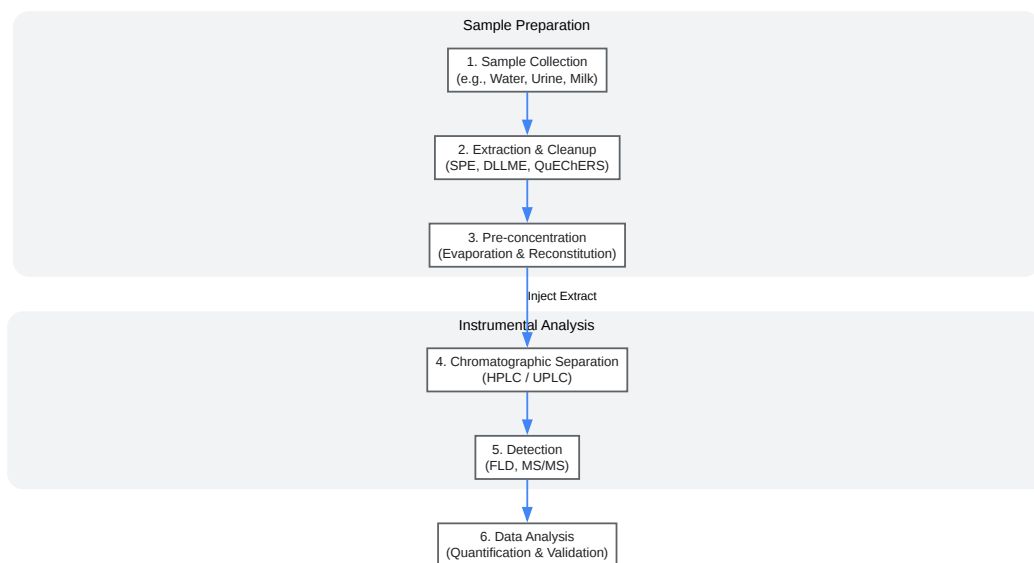 Sample Preparation
1. Sample Collection
(e.g., Water, Urine, Milk)
2. Extraction & Cleanup
(SPE, DLLME, QuEChERS)
3. Pre-concentration
(Evaporation & Reconstitution)
Inject Extract
Instrumental Analysis
4. Chromatographic Separation
(HPLC / UPLC)
5. Detection
(FLD, MS/MS)
6. Data Analysis
(Quantification & Validation)